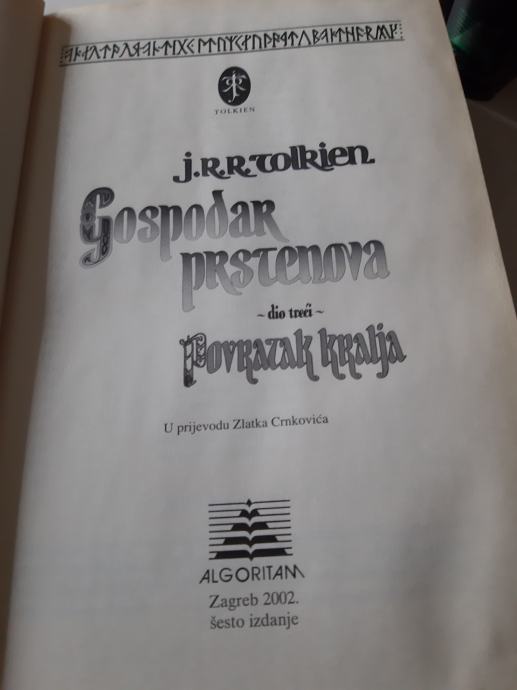 TOLKIEN
J.R.R. Tolkien
Gospodar
prstenova
~ dio treći ~
Povratak kralja
U prijevodu Zlatka Crnkovića
ALGORITAM
Zagreb 2002.
šesto izdanje